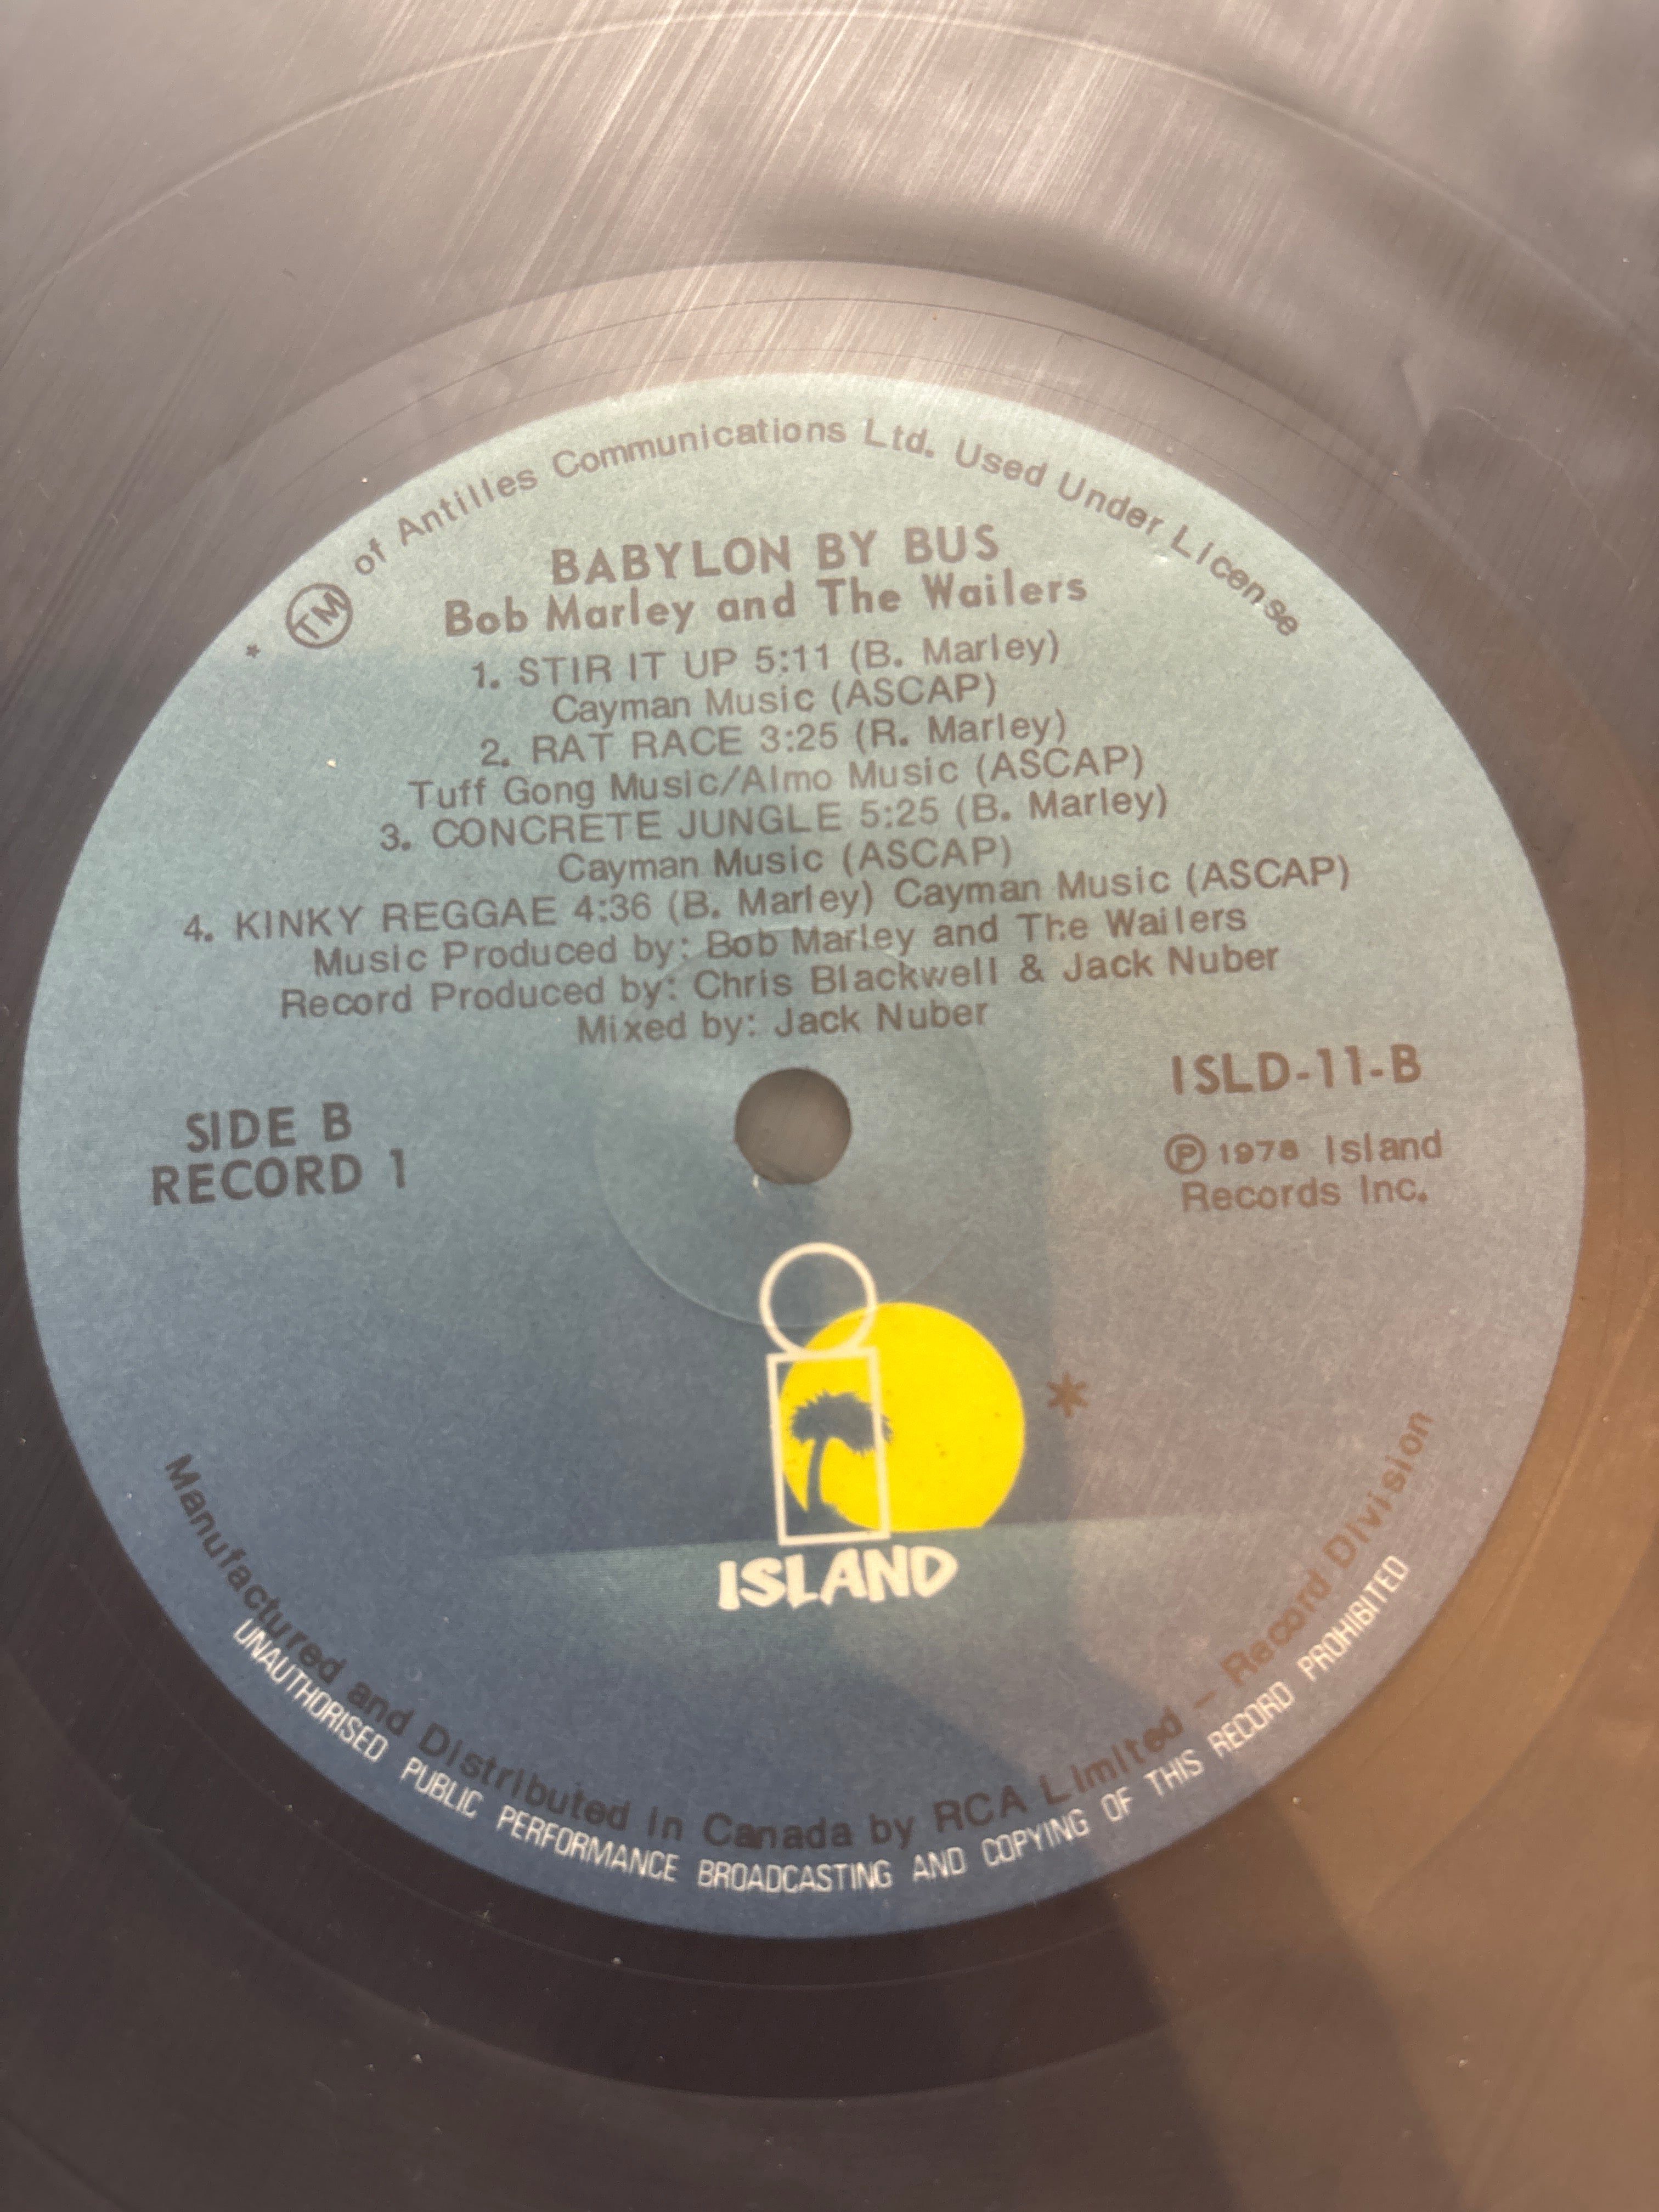 * TM of Antilles Communications Ltd. Used Under License
BABYLON BY BUS
Bob Marley and The Wailers
1. STIR IT UP 5:11 (B. Marley)
Cayman Music (ASCAP)
2. RAT RACE 3:25 (R. Marley)
Tuff Gong Music/Almo Music (ASCAP)
3. CONCRETE JUNGLE 5:25 (B. Marley)
Cayman Music (ASCAP)
4. KINKY REGGAE 4:36 (B. Marley) Cayman Music (ASCAP)
Music Produced by: Bob Marley and The Wailers
Record Produced by: Chris Blackwell & Jack Nuber
Mixed by: Jack Nuber
SIDE B
RECORD 1
ISLD-11-B
℗ 1978 Island
Records Inc.
*
ISLAND
Manufactured and Distributed in Canada by RCA Limited - Record Division
UNAUTHORISED PUBLIC PERFORMANCE BROADCASTING AND COPYING OF THIS RECORD PROHIBITED